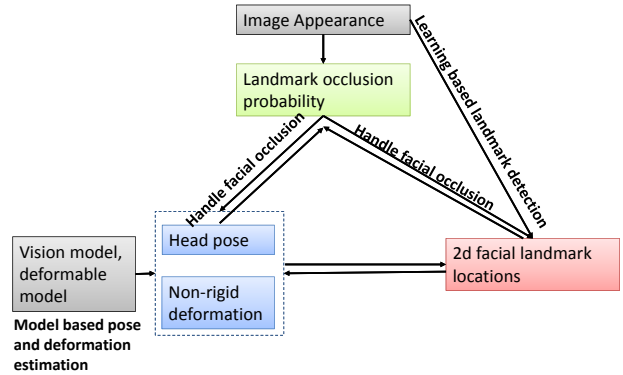 Image Appearance
Landmark occlusion
probability
Learning based landmark detection
Handle facial occlusion
Handle facial occlusion
Vision model,
deformable
model
Head pose
Non-rigid
deformation
2d facial landmark
locations
Model based pose
and deformation
estimation